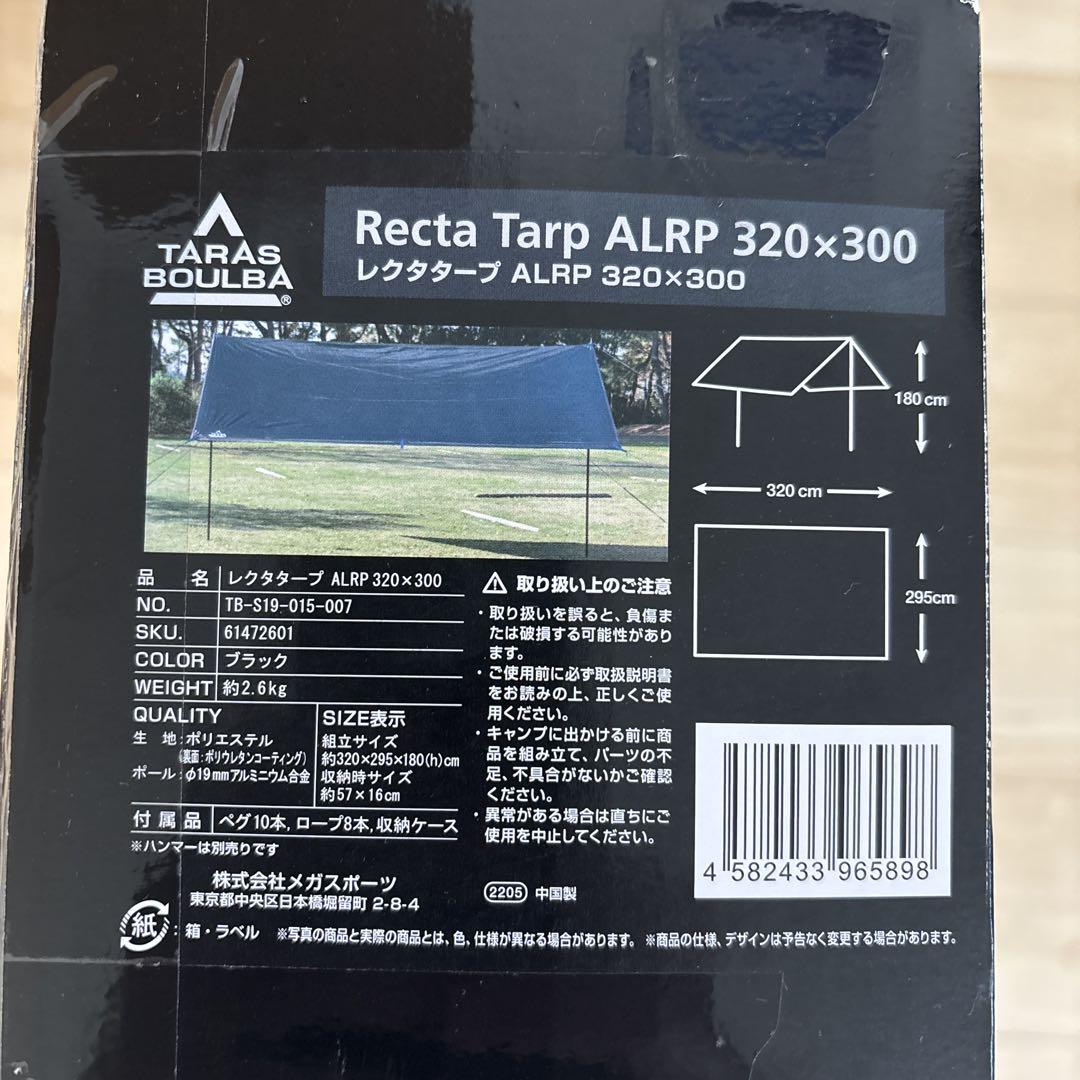 TARAS
BOULBA®
Recta Tarp ALRP 320×300
レクタタープ ALRP 320×300
180 cm
320 cm
295cm
品 名 レクタタープ ALRP 320×300
NO. TB-S19-015-007
SKU. 61472601
COLOR ブラック
WEIGHT 約2.6kg
QUALITY
生 地:ポリエステル
(裏面:ポリウレタンコーティング)
ポール:φ19mmアルミニウム合金
SIZE表示
組立サイズ
約320×295×180(h)cm
収納時サイズ
約57×16cm
付 属 品 ペグ10本,ロープ8本,収納ケース
※ハンマーは別売りです
⚠ 取り扱い上のご注意
・取り扱いを誤ると、負傷ま
たは破損する可能性があり
ます。
・ご使用前に必ず取扱説明書
をお読みの上、正しくご使
用ください。
・キャンプに出かける前に商
品を組み立て、パーツの不
足、不具合がないかご確認
ください。
・異常がある場合は直ちにご
使用を中止してください。
4 582433 965898
株式会社メガスポーツ
東京都中央区日本橋堀留町 2-8-4
2205 中国製
紙 : 箱・ラベル ※写真の商品と実際の商品とは、色、仕様が異なる場合があります。 ※商品の仕様、デザインは予告なく変更する場合があります。